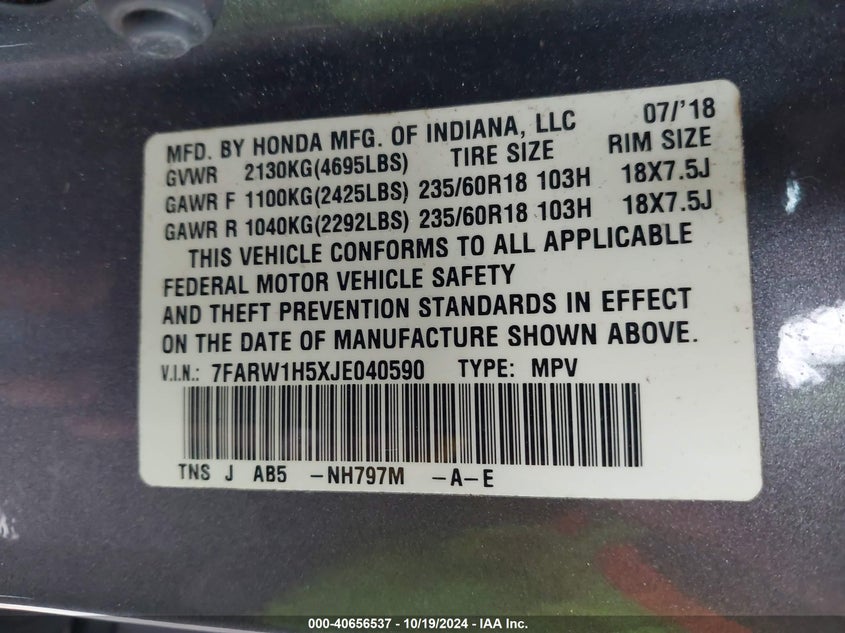 MFD. BY HONDA MFG. OF INDIANA, LLC 07/'18
GVWR 2130KG(4695LBS) TIRE SIZE RIM SIZE
GAWR F 1100KG(2425LBS) 235/60R18 103H 18X7.5J
GAWR R 1040KG(2292LBS) 235/60R18 103H 18X7.5J
THIS VEHICLE CONFORMS TO ALL APPLICABLE
FEDERAL MOTOR VEHICLE SAFETY
AND THEFT PREVENTION STANDARDS IN EFFECT
ON THE DATE OF MANUFACTURE SHOWN ABOVE.
V.I.N.: 7FARW1H5XJE040590 TYPE: MPV
TNS J AB5 -NH797M -A-E
000-40656537 - 10/19/2024 - IAA Inc.